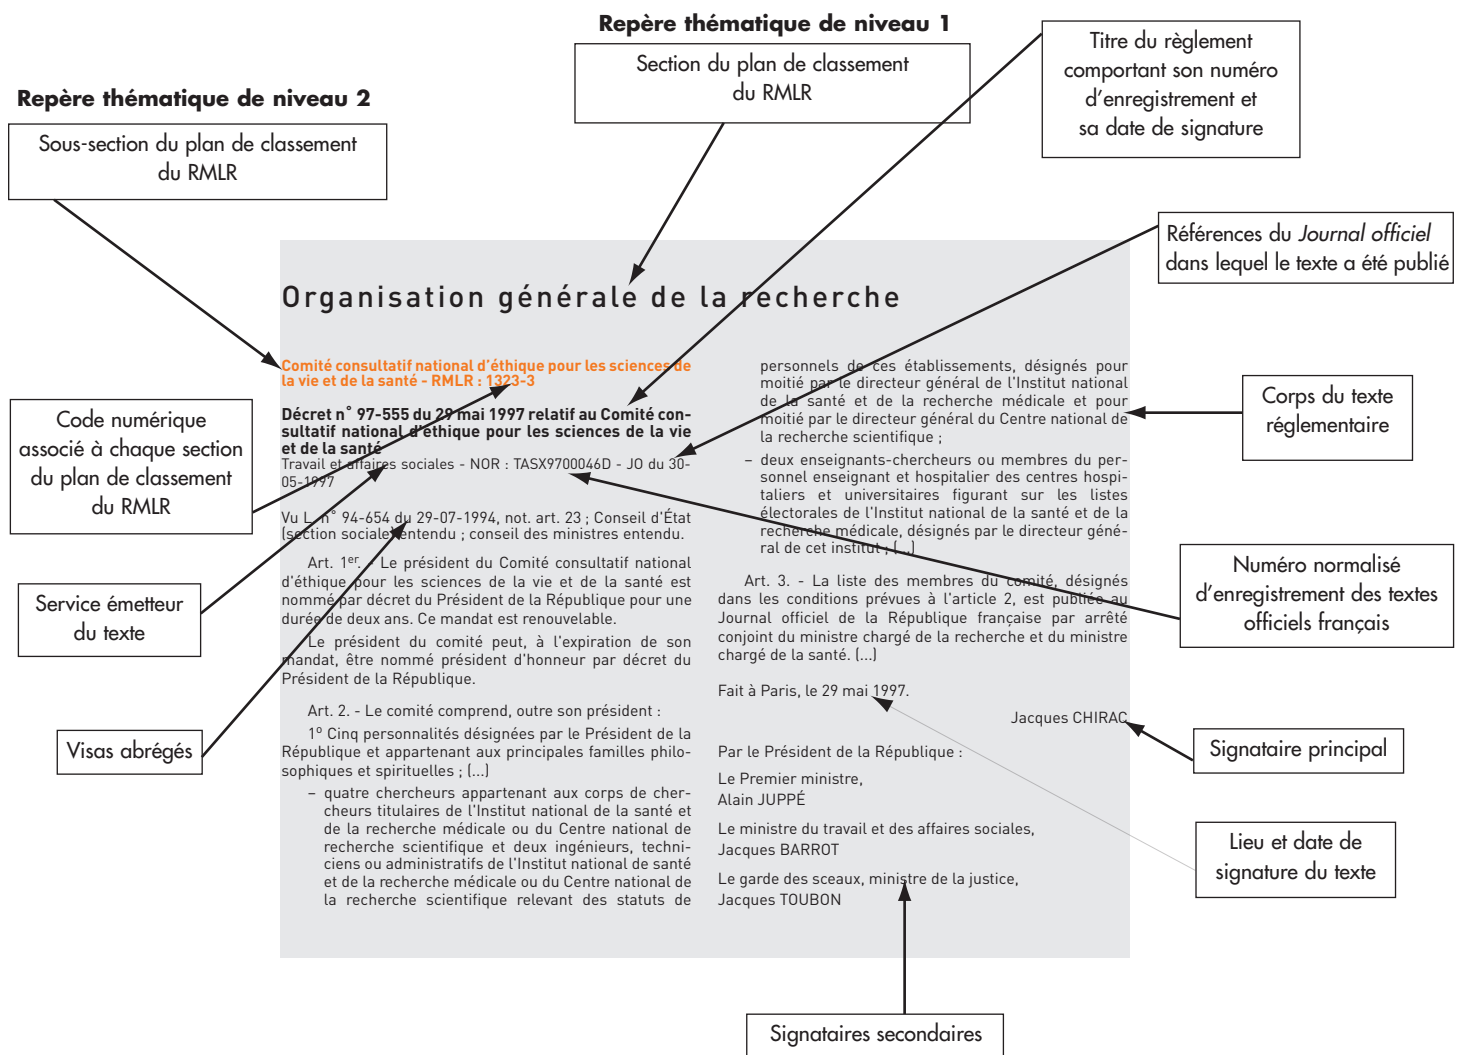 Repère thématique de niveau 1
Section du plan de classement
du RMLR
Titre du règlement
comportant son numéro
d'enregistrement et
sa date de signature
Repère thématique de niveau 2
Sous-section du plan de classement
du RMLR
Références du Journal officiel
dans lequel le texte a été publié
Organisation générale de la recherche
Comité consultatif national d'éthique pour les sciences de
la vie et de la santé - RMLR : 1323-3
Code numérique
associé à chaque section
du plan de classement
du RMLR
Décret n° 97-555 du 29 mai 1997 relatif au Comité con-
sultatif national d'éthique pour les sciences de la vie
et de la santé
Travail et affaires sociales - NOR : TASX9700046D - JO du 30-
05-1997
Vu L. n° 94-654 du 29-07-1994, not. art. 23 ; Conseil d'État
(section sociale) entendu ; conseil des ministres entendu.
Service émetteur
du texte
Art. 1er. - Le président du Comité consultatif national
d'éthique pour les sciences de la vie et de la santé est
nommé par décret du Président de la République pour une
durée de deux ans. Ce mandat est renouvelable.
Le président du comité peut, à l'expiration de son
mandat, être nommé président d'honneur par décret du
Président de la République.
Visas abrégés
Art. 2. - Le comité comprend, outre son président :
1° Cinq personnalités désignées par le Président de la
République et appartenant aux principales familles philo-
sophiques et spirituelles ; (...)
– quatre chercheurs appartenant aux corps de cher-
cheurs titulaires de l'Institut national de la santé et
de la recherche médicale ou du Centre national de
recherche scientifique et deux ingénieurs, techni-
ciens ou administratifs de l'Institut national de santé
et de la recherche médicale ou du Centre national de
la recherche scientifique relevant des statuts de
personnels de ces établissements, désignés pour
moitié par le directeur général de l'Institut national
de la santé et de la recherche médicale et pour
moitié par le directeur général du Centre national de
la recherche scientifique ;
– deux enseignants-chercheurs ou membres du per-
sonnel enseignant et hospitalier des centres hospi-
taliers et universitaires figurant sur les listes
électorales de l'Institut national de la santé et de la
recherche médicale, désignés par le directeur géné-
ral de cet institut ; (...)
Corps du texte
réglementaire
Art. 3. - La liste des membres du comité, désignés
dans les conditions prévues à l'article 2, est publiée au
Journal officiel de la République française par arrêté
conjoint du ministre chargé de la recherche et du ministre
chargé de la santé. (...)
Numéro normalisé
d'enregistrement des textes
officiels français
Fait à Paris, le 29 mai 1997.
Jacques CHIRAC
Signataire principal
Par le Président de la République :
Le Premier ministre,
Alain JUPPÉ
Le ministre du travail et des affaires sociales,
Jacques BARROT
Le garde des sceaux, ministre de la justice,
Jacques TOUBON
Lieu et date de
signature du texte
Signataires secondaires